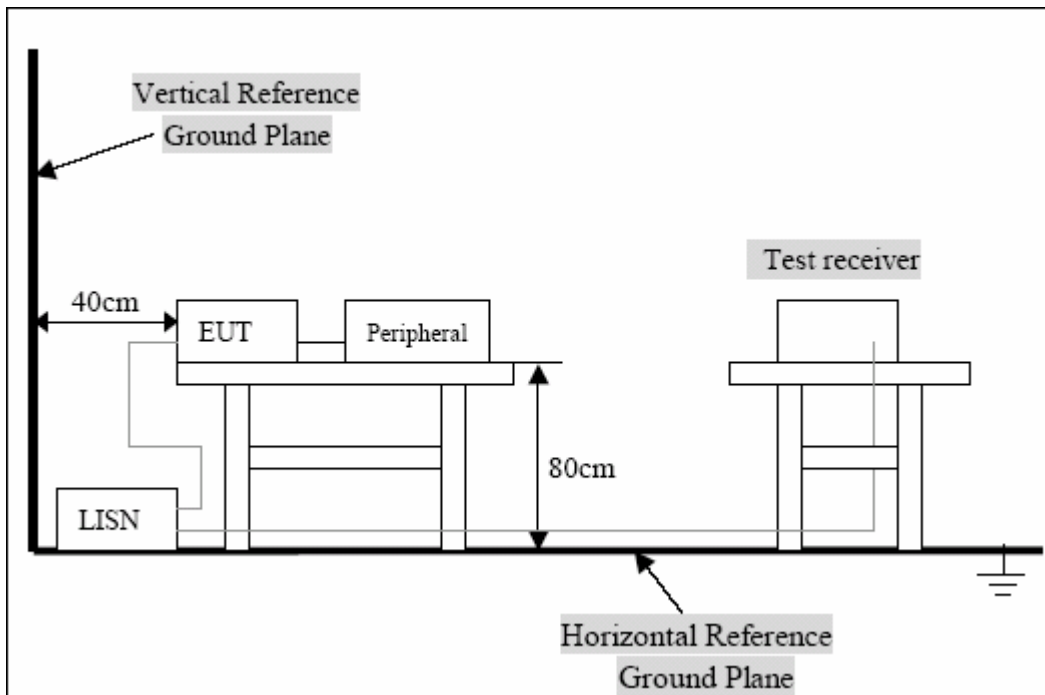 Vertical Reference
Ground Plane
Test receiver
40cm
EUT
Peripheral
80cm
LISN
Horizontal Reference
Ground Plane